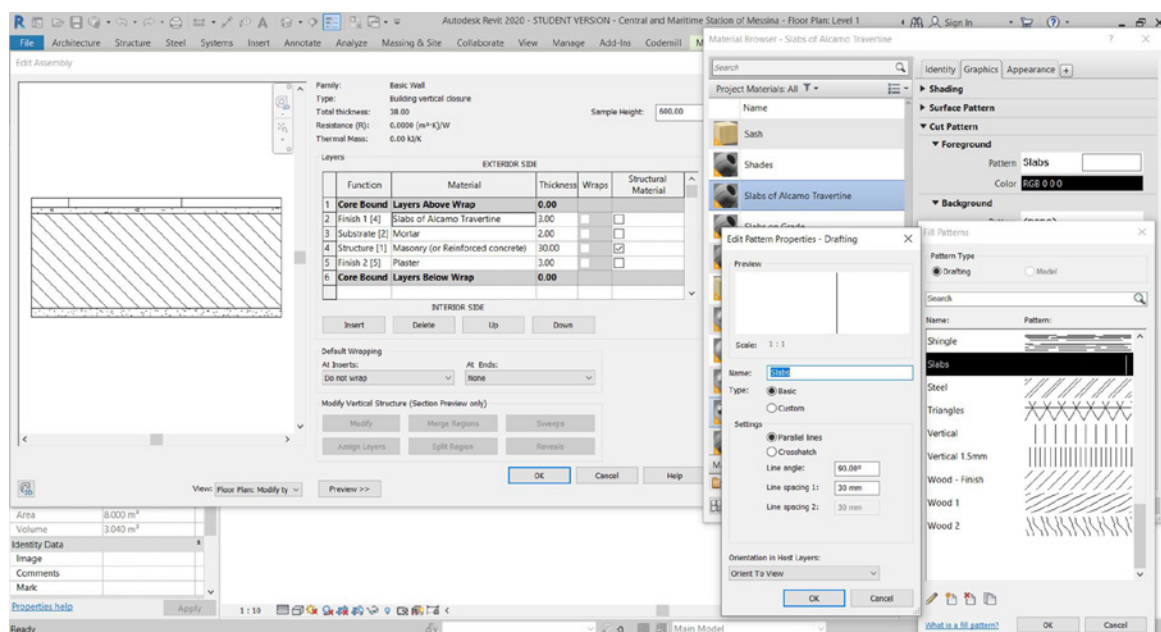 Autodesk Revit 2020 - STUDENT VERSION - Central and Maritime Station of Messina - Floor Plan: Level 1
Sign In
File Architecture Structure Steel Systems Insert Annotate Analyze Massing & Site Collaborate View Manage Add-Ins Codemill M
Edit Assembly
Family: Basic Wall
Type: Building vertical closure
Total thickness: 38.00
Sample Height: 600.00
Resistance (R): 0.0000 (m²·K)/W
Thermal Mass: 0.00 kJ/K
Layers
EXTERIOR SIDE
Function Material Thickness Wraps Structural Material
1 Core Bound Layers Above Wrap 0.00
2 Finish 1 [4] Slabs of Alcamo Travertine 3.00
3 Substrate [2] Mortar 2.00
4 Structure [1] Masonry (or Reinforced concrete) 30.00
5 Finish 2 [5] Plaster 3.00
6 Core Bound Layers Below Wrap 0.00
INTERIOR SIDE
Insert Delete Up Down
Default Wrapping
At Inserts: At Ends:
Do not wrap None
Modify Vertical Structure (Section Preview only)
Modify Merge Regions Sweeps
Assign Layers Split Region Reveals
OK Cancel Help
View: Floor Plan: Modify ty
Preview >>
Area 8.000 m²
Volume 3.040 m³
Identity Data
Image
Comments
Mark
Properties help Apply
1 : 10
Ready
Main Model
Material Browser - Slabs of Alcamo Travertine
Search
Project Materials: All
Name
Sash
Shades
Slabs of Alcamo Travertine
Slabs on Grade
Identity Graphics Appearance
Shading
Surface Pattern
Cut Pattern
Foreground
Pattern Slabs
Color RGB 0 0 0
Background
Edit Pattern Properties - Drafting
Preview
Scale: 1 : 1
Name: Slabs
Type: Basic
Custom
Settings
Parallel lines
Crosshatch
Line angle: 90.00°
Line spacing 1: 30 mm
Line spacing 2: 30 mm
Orientation in Host Layers:
Orient To View
OK Cancel
Fill Patterns
Pattern Type
Drafting Model
Search
Name: Pattern:
Shingle
Slabs
Steel
Triangles
Vertical
Vertical 1.5mm
Wood - Finish
Wood 1
Wood 2
What is a fill pattern? OK Cancel